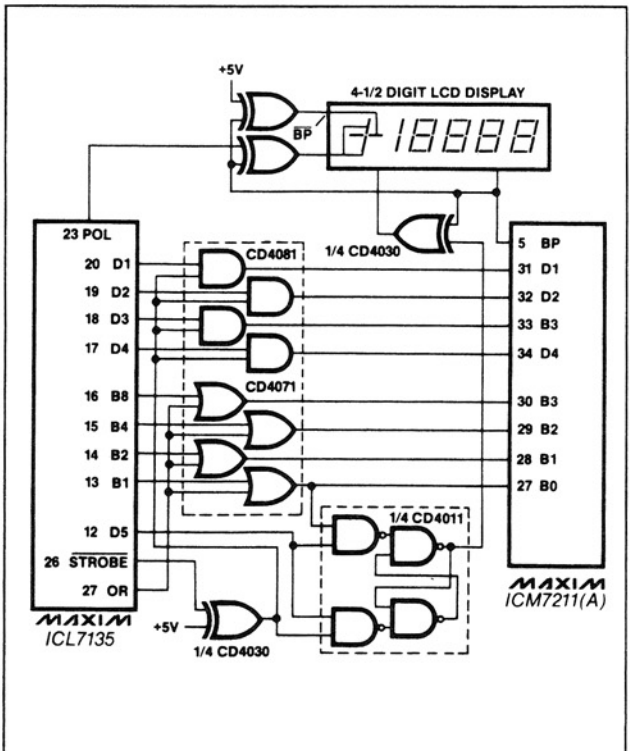 +5V
4-1/2 DIGIT LCD DISPLAY
BP
-1 8888
23 POL
1/4 CD4030
5 BP
20 D1
CD4081
31 D1
19 D2
32 D2
18 D3
33 B3
17 D4
34 D4
CD4071
16 B8
30 B3
15 B4
29 B2
14 B2
28 B1
13 B1
27 B0
12 D5
1/4 CD4011
26 STROBE
27 OR
MAXIM
ICL7135
+5V
1/4 CD4030
MAXIM
ICM7211(A)